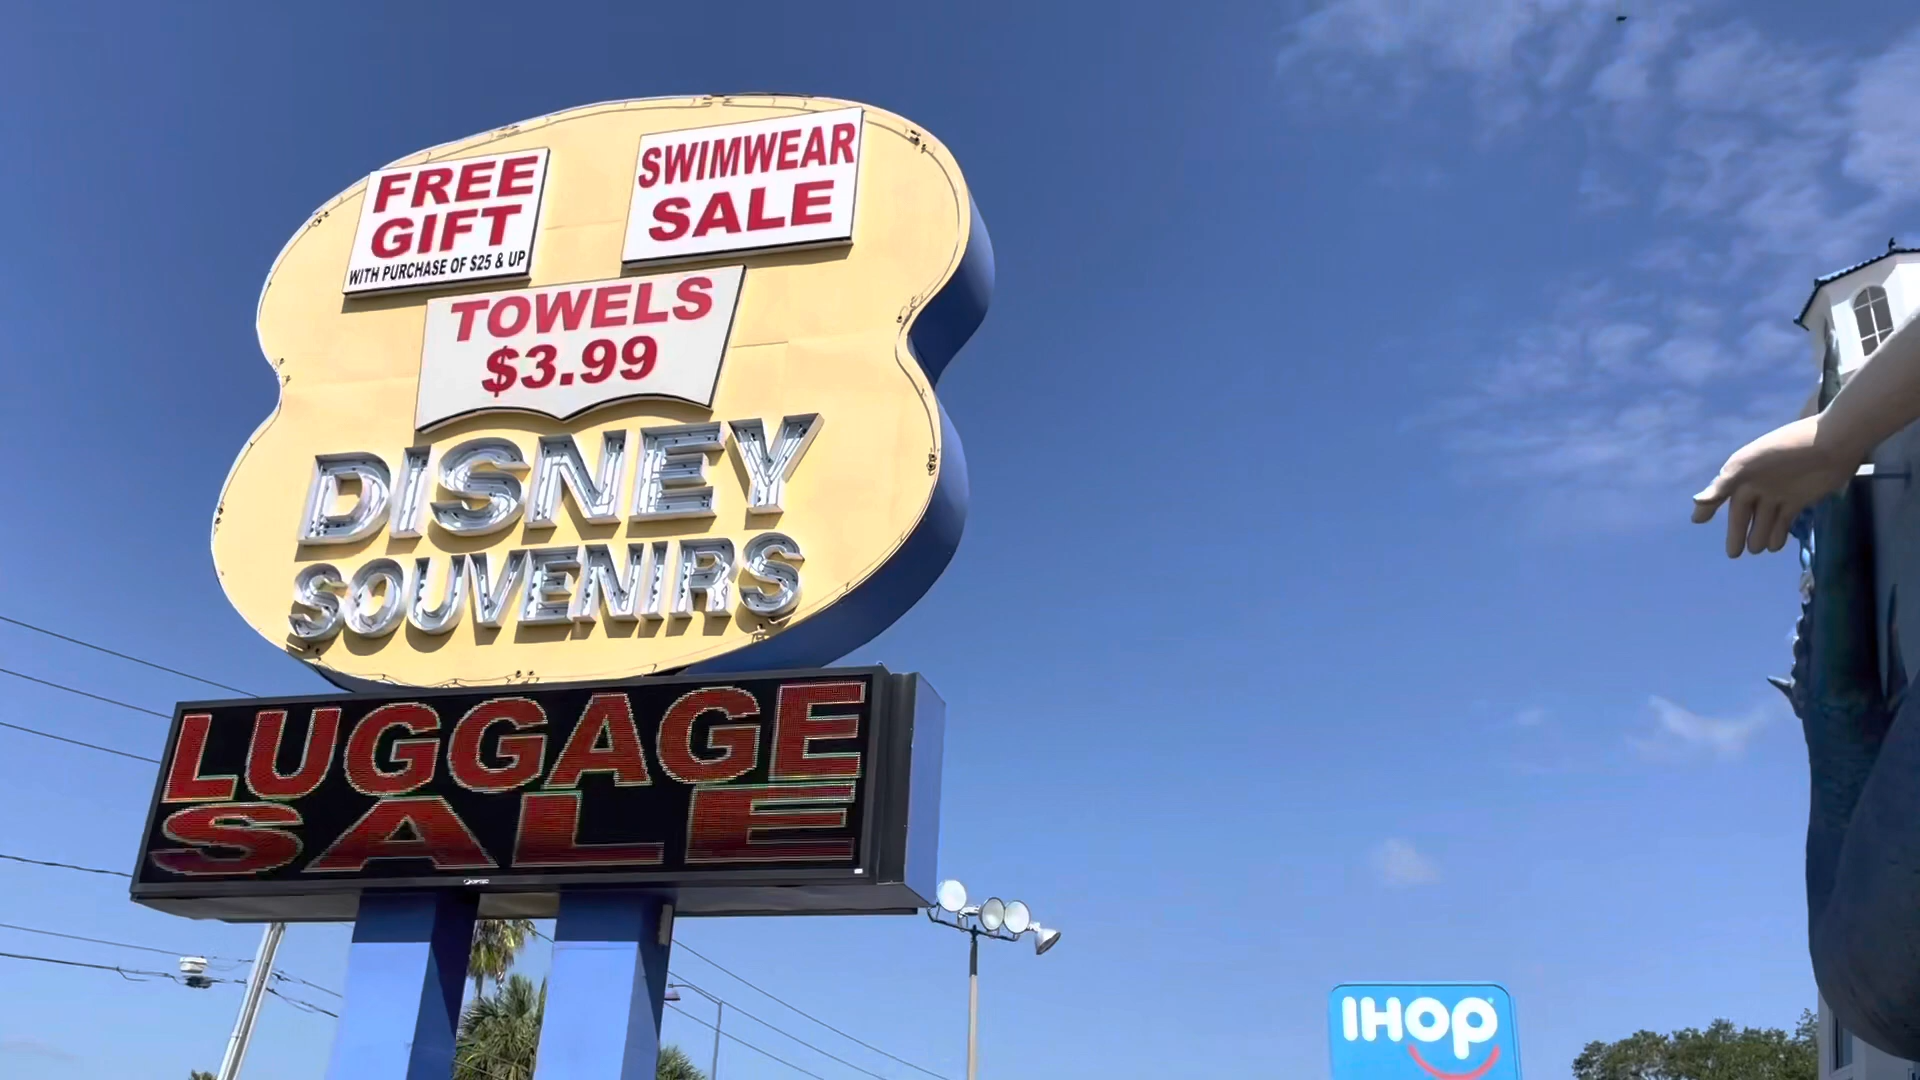 FREE
GIFT
WITH PURCHASE OF $25 & UP
SWIMWEAR
SALE
TOWELS
$3.99
DISNEY
SOUVENIRS
LUGGAGE
SALE
IHOP